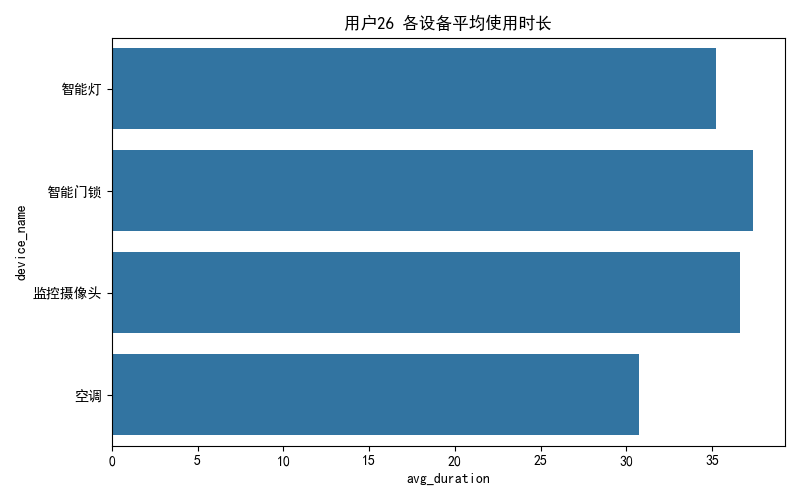 用户26 各设备平均使用时长
智能灯
智能门锁
监控摄像头
空调
device_name
0 5 10 15 20 25 30 35
avg_duration